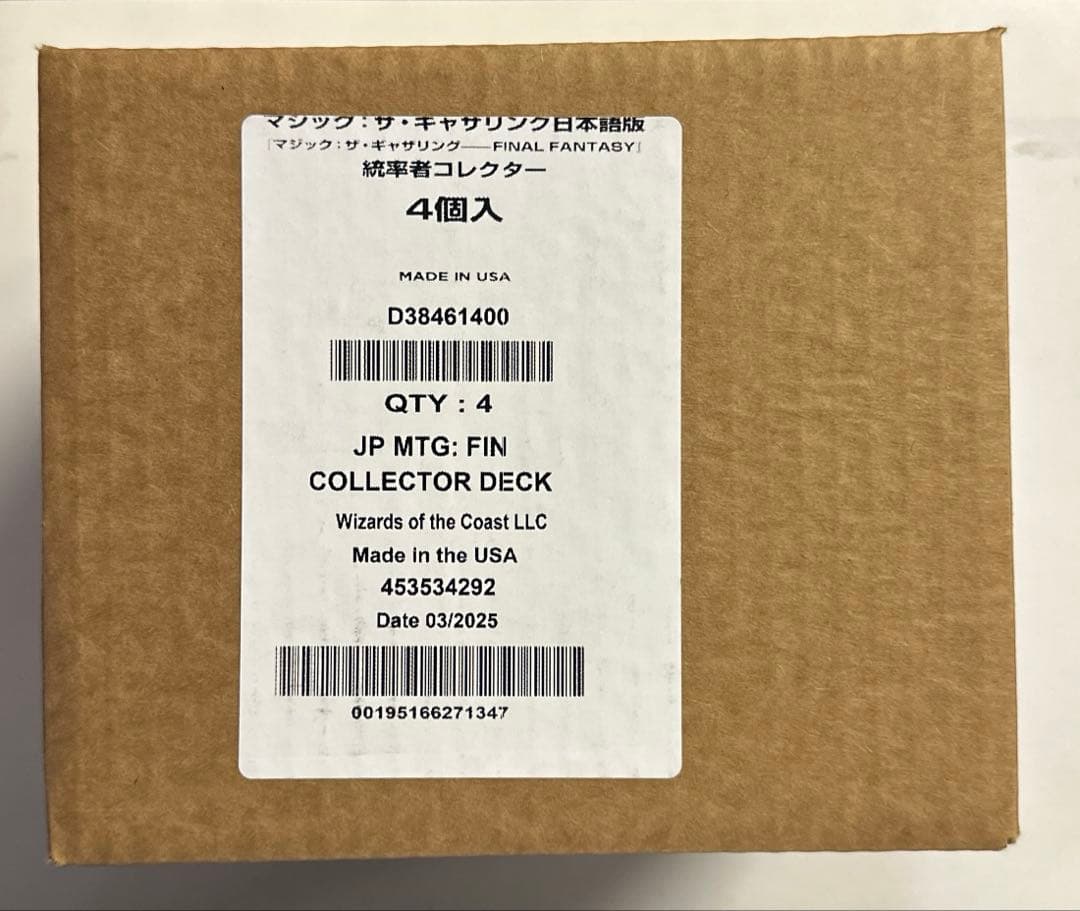 マジック：ザ・ギャザリング日本語版
『マジック：ザ・ギャザリング——FINAL FANTASY』
統率者コレクター
4個入
MADE IN USA
D38461400
QTY : 4
JP MTG: FIN
COLLECTOR DECK
Wizards of the Coast LLC
Made in the USA
453534292
Date 03/2025
00195166271347